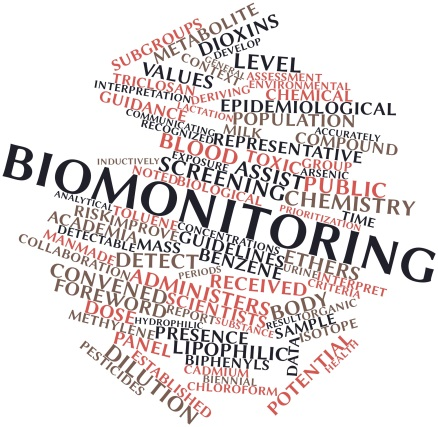 SUBGROUPS
METABOLITE
DIOXINS
DEVELOP
GENERAL
CONTEXT
LEVEL
VALUES
ASSESSMENT
TRICLOSAN
ENVIRONMENTAL
INTERPRETATION
DERIVING
CHEMICAL
GUIDANCE
LACTATION
EPIDEMIOLOGICAL
COMMUNICATING
POPULATION
RECOGNIZED
MILK
ACCURATELY
REPRESENTATIVE
COMPOUND
BLOOD
TOXIC
GROUP
INDUCTIVELY
EXPOSURE
ARSENIC
SCREENING
ASSIST
PUBLIC
NOTED
BIOLOGICAL
CHEMISTRY
BIOMONITORING
PRIORITIZATION
TIME
ANALYTICAL
RISK
IMPROVE
TOLUENE
CONCENTRATIONS
ACADEMIA
GUIDELINES
MANMADE
DETECTABLE
MASS
BENZENE
ETHERS
COLLABORATION
DETECT
URINE
INTERPRET
PERIODS
CRITERIA
CONVENED
ADMINISTERS
RECEIVED
FOREWORD
SCIENTISTS
BODY
DOSE
REPORT
SUBSTANCE
RESULT
ORGANIC
METHYLENE
HYDROPHILIC
SAMPLE
PRESENCE
ISOTOPE
PANEL
LIPOPHILIC
DATA
POTENTIAL
HEALTH
PESTICIDES
DILUTION
ESTABLISHED
BIPHENYLS
CADMIUM
BIENNIAL
CHLOROFORM